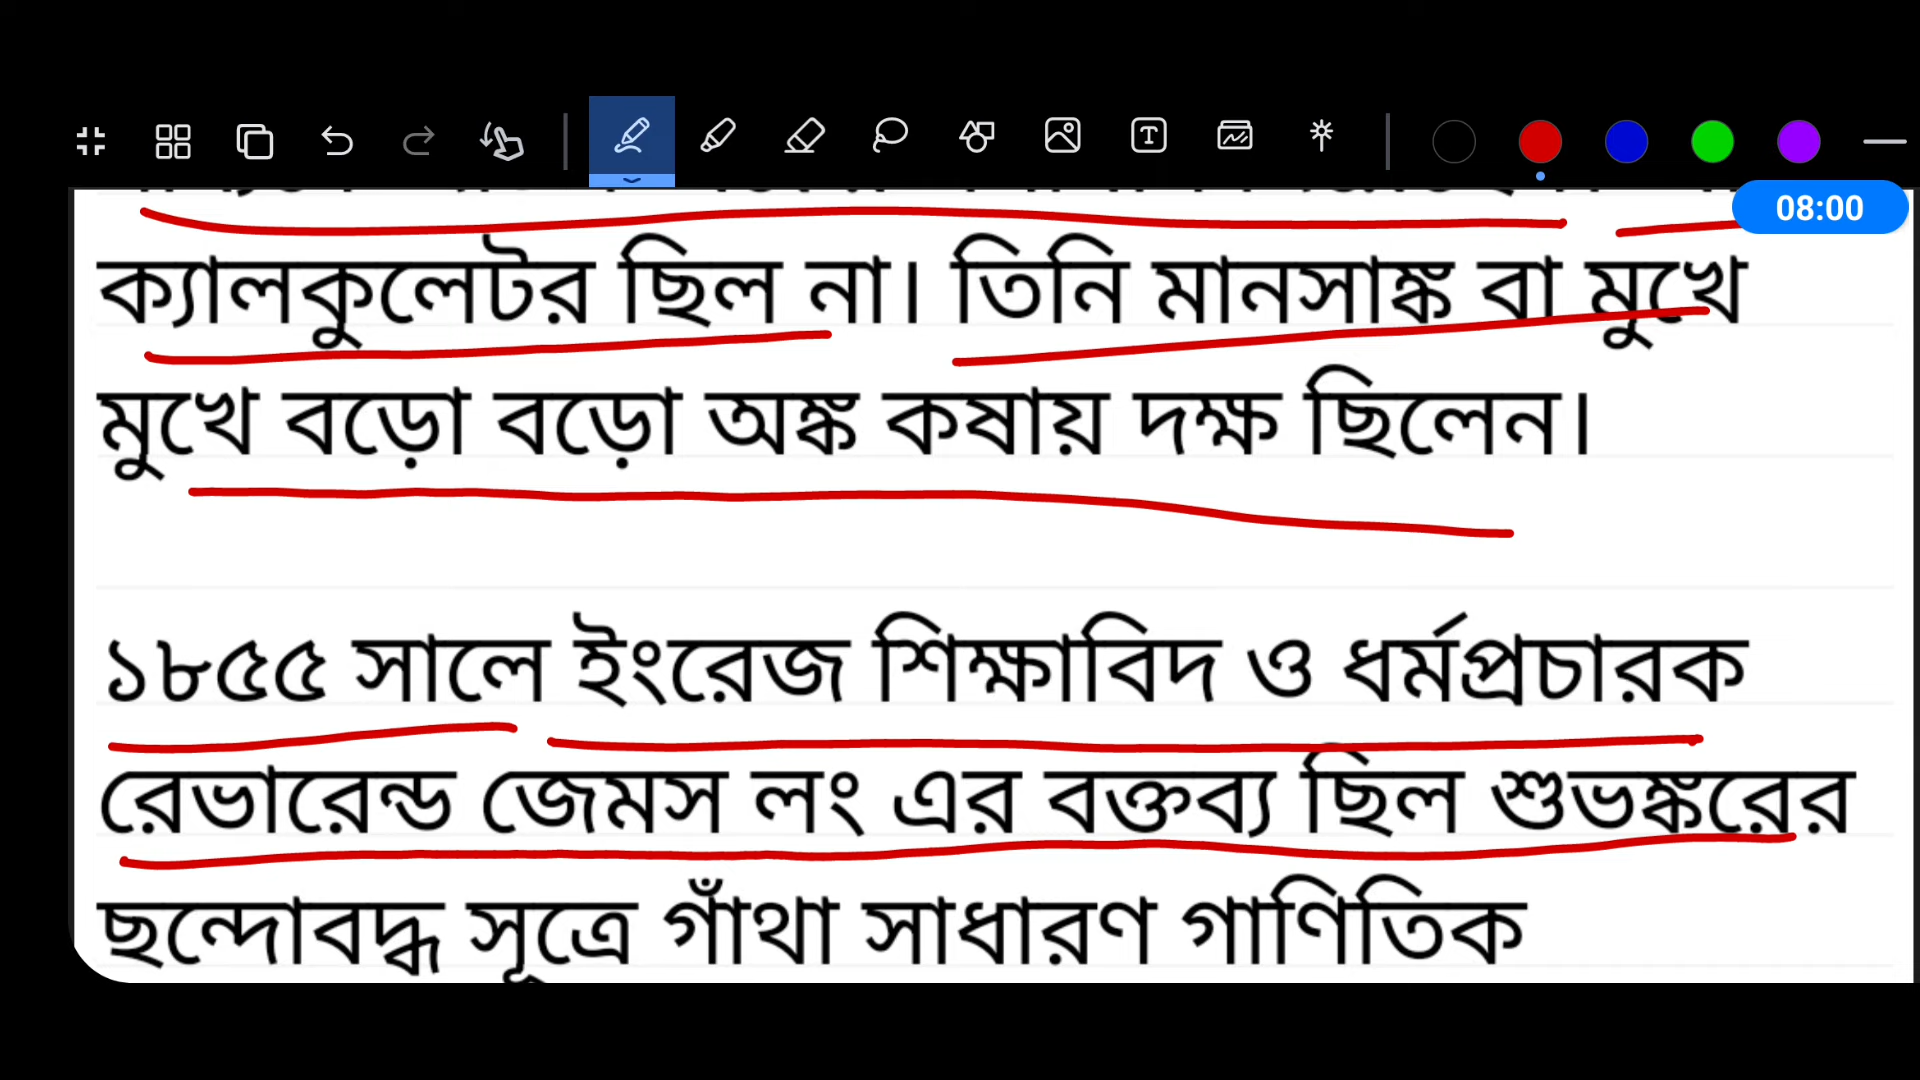 08:00
ক্যালকুলেটর ছিল না। তিনি মানসাঙ্ক বা মুখে
মুখে বড়ো বড়ো অঙ্ক কষায় দক্ষ ছিলেন।
১৮৫৫ সালে ইংরেজ শিক্ষাবিদ ও ধর্মপ্রচারক
রেভারেন্ড জেমস লং এর বক্তব্য ছিল শুভঙ্করের
ছন্দোবদ্ধ সূত্রে গাঁথা সাধারণ গাণিতিক